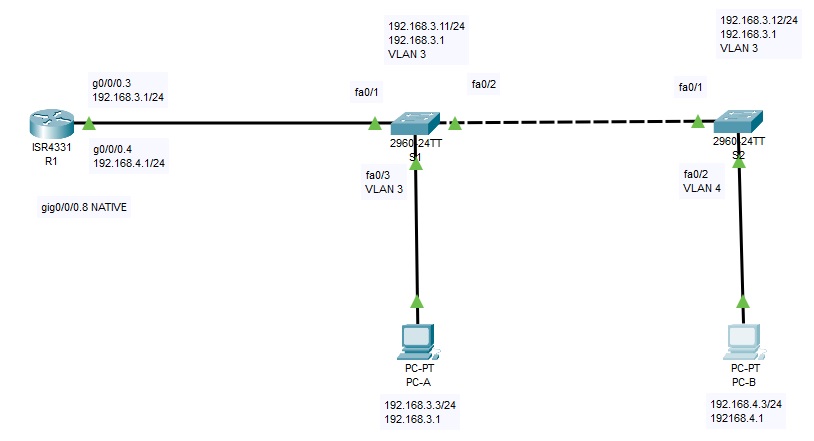 192.168.3.11/24
192.168.3.1
VLAN 3
192.168.3.12/24
192.168.3.1
VLAN 3
g0/0/0.3
192.168.3.1/24
fa0/1
fa0/2
fa0/1
ISR4331
R1
g0/0/0.4
192.168.4.1/24
2960-24TT
S1
2960-24TT
S2
fa0/3
VLAN 3
fa0/2
VLAN 4
gig0/0/0.8 NATIVE
PC-PT
PC-A
PC-PT
PC-B
192.168.3.3/24
192.168.3.1
192.168.4.3/24
192168.4.1